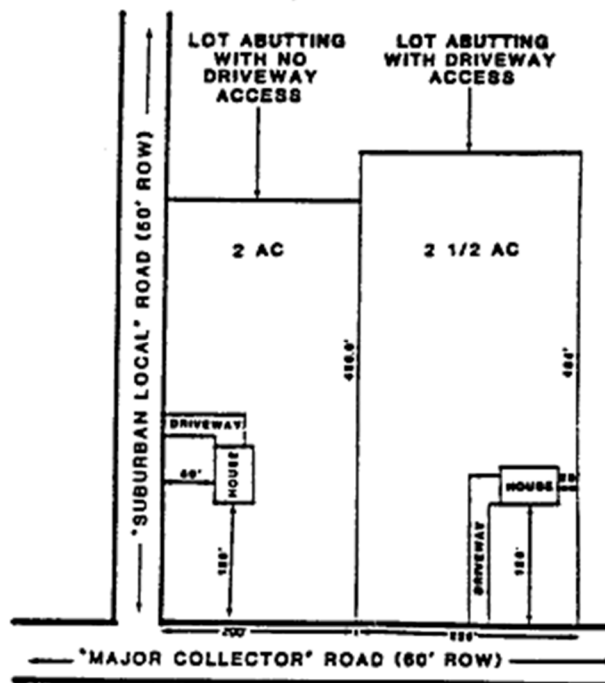 LOT ABUTTING
WITH NO
DRIVEWAY
ACCESS
LOT ABUTTING
WITH DRIVEWAY
ACCESS
"SUBURBAN LOCAL" ROAD (50' ROW)
2 AC
2 1/2 AC
DRIVEWAY
HOUSE
HOUSE
DRIVEWAY
200'
"MAJOR COLLECTOR" ROAD (60' ROW)